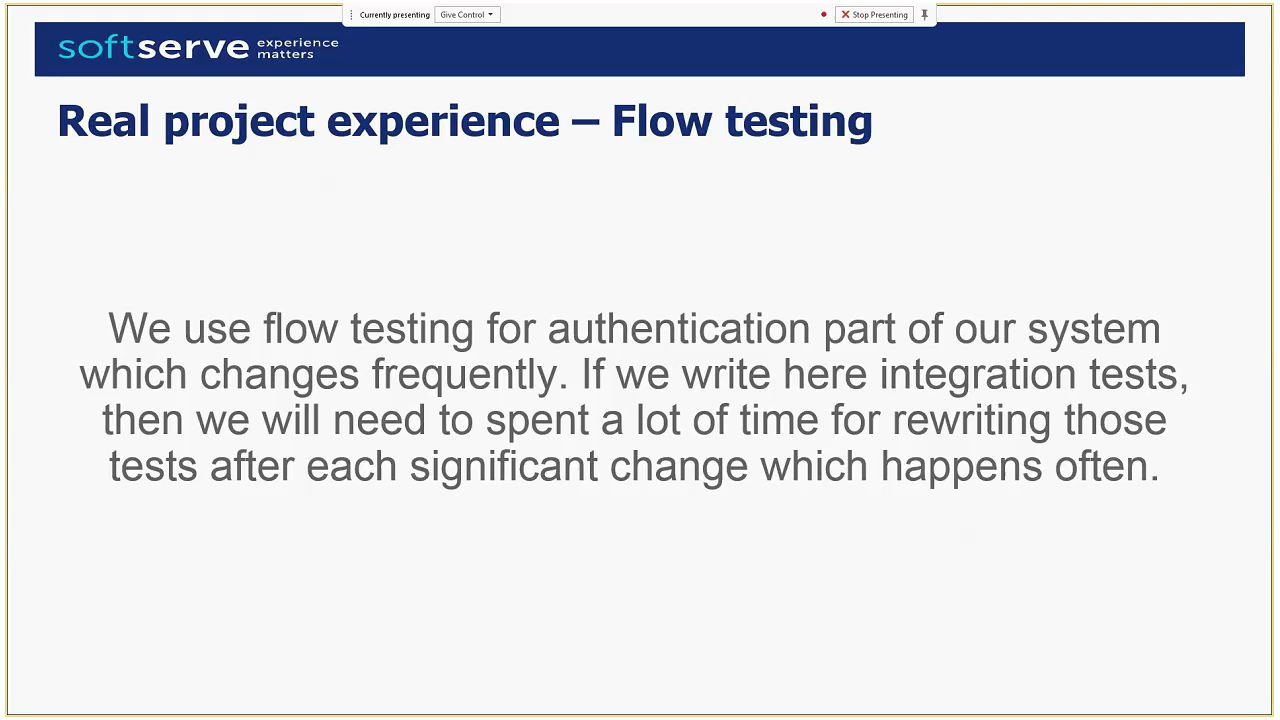 Currently presenting Give Control Stop Presenting
softserve experience matters
Real project experience – Flow testing
We use flow testing for authentication part of our system
which changes frequently. If we write here integration tests,
then we will need to spent a lot of time for rewriting those
tests after each significant change which happens often.